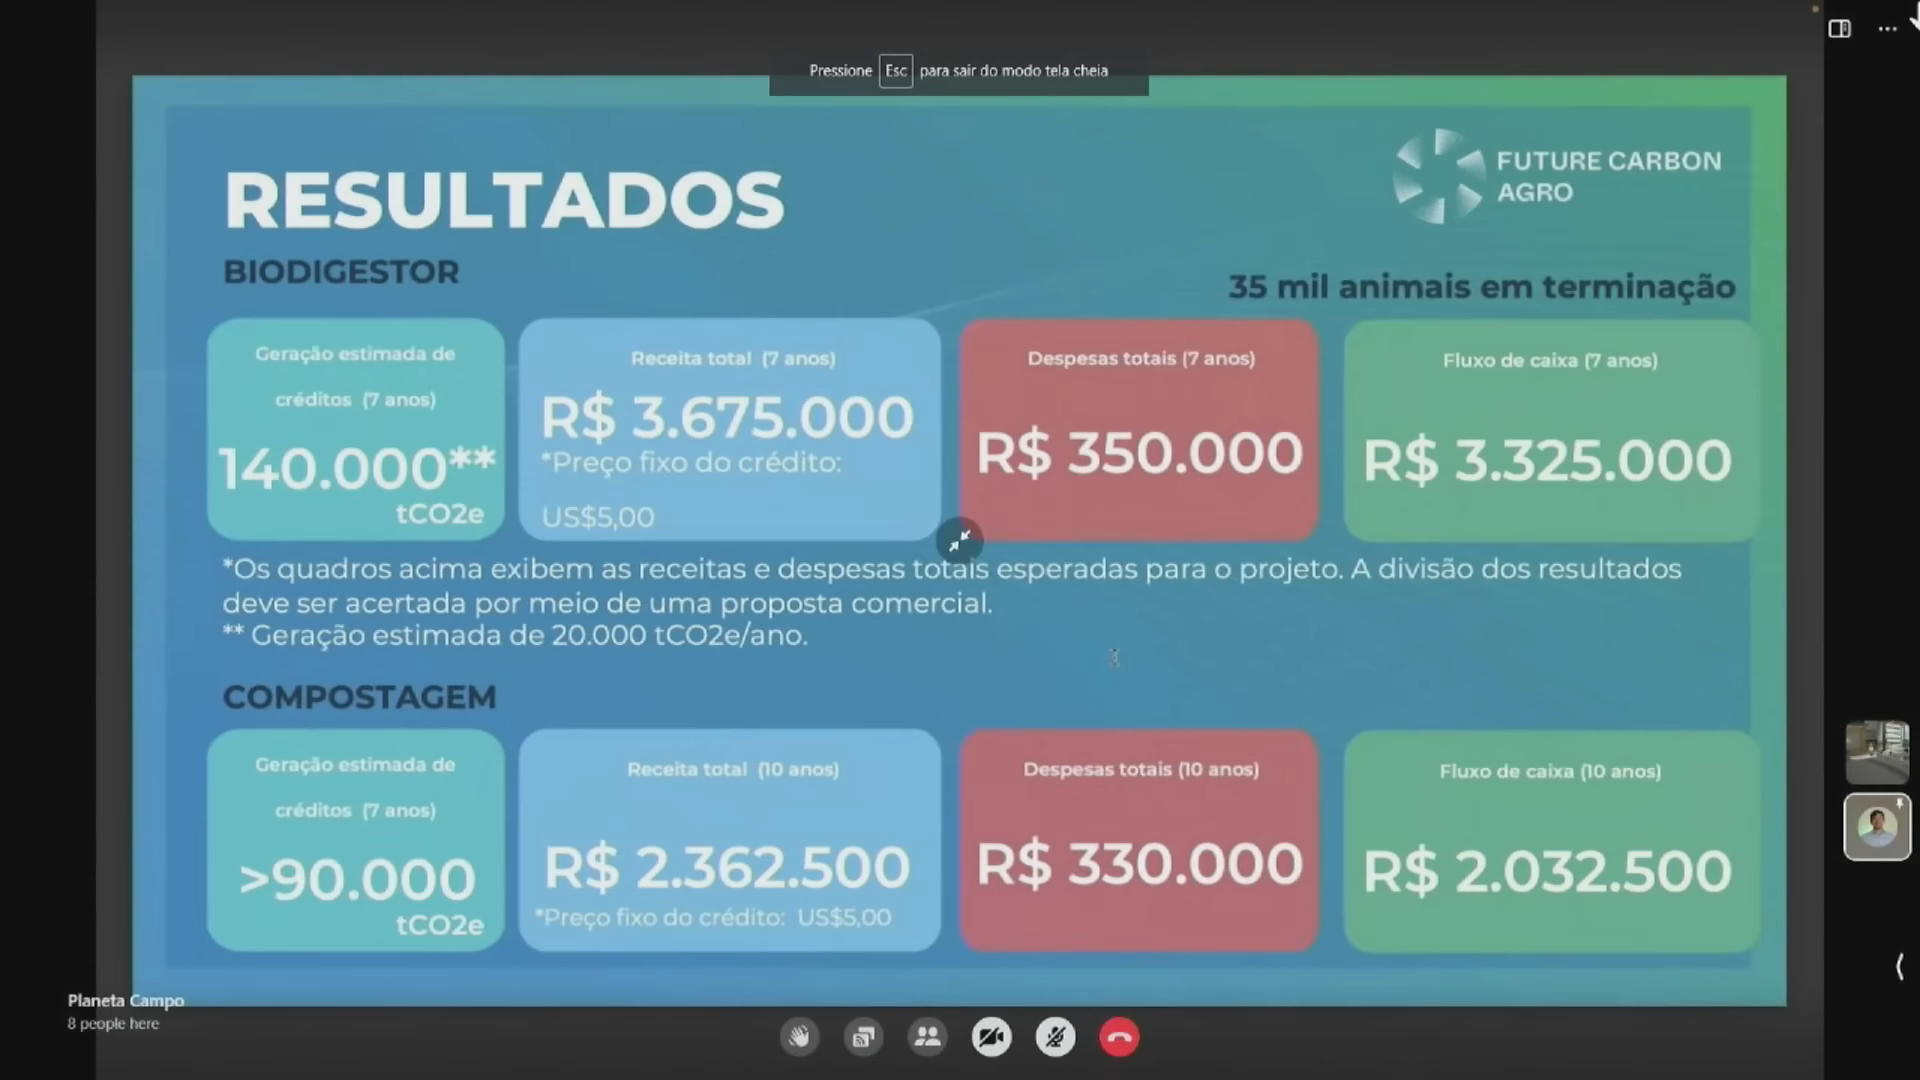 Pressione Esc para sair do modo tela cheia
RESULTADOS
FUTURE CARBON
AGRO
BIODIGESTOR
35 mil animais em terminação
Geração estimada de
créditos (7 anos)
140.000**
tCO2e
Receita total (7 anos)
R$ 3.675.000
*Preço fixo do crédito:
US$5,00
Despesas totais (7 anos)
R$ 350.000
Fluxo de caixa (7 anos)
R$ 3.325.000
*Os quadros acima exibem as receitas e despesas totais esperadas para o projeto. A divisão dos resultados
deve ser acertada por meio de uma proposta comercial.
** Geração estimada de 20.000 tCO2e/ano.
COMPOSTAGEM
Geração estimada de
créditos (7 anos)
>90.000
tCO2e
Receita total (10 anos)
R$ 2.362.500
*Preço fixo do crédito: US$5,00
Despesas totais (10 anos)
R$ 330.000
Fluxo de caixa (10 anos)
R$ 2.032.500
Planeta Campo
8 people here